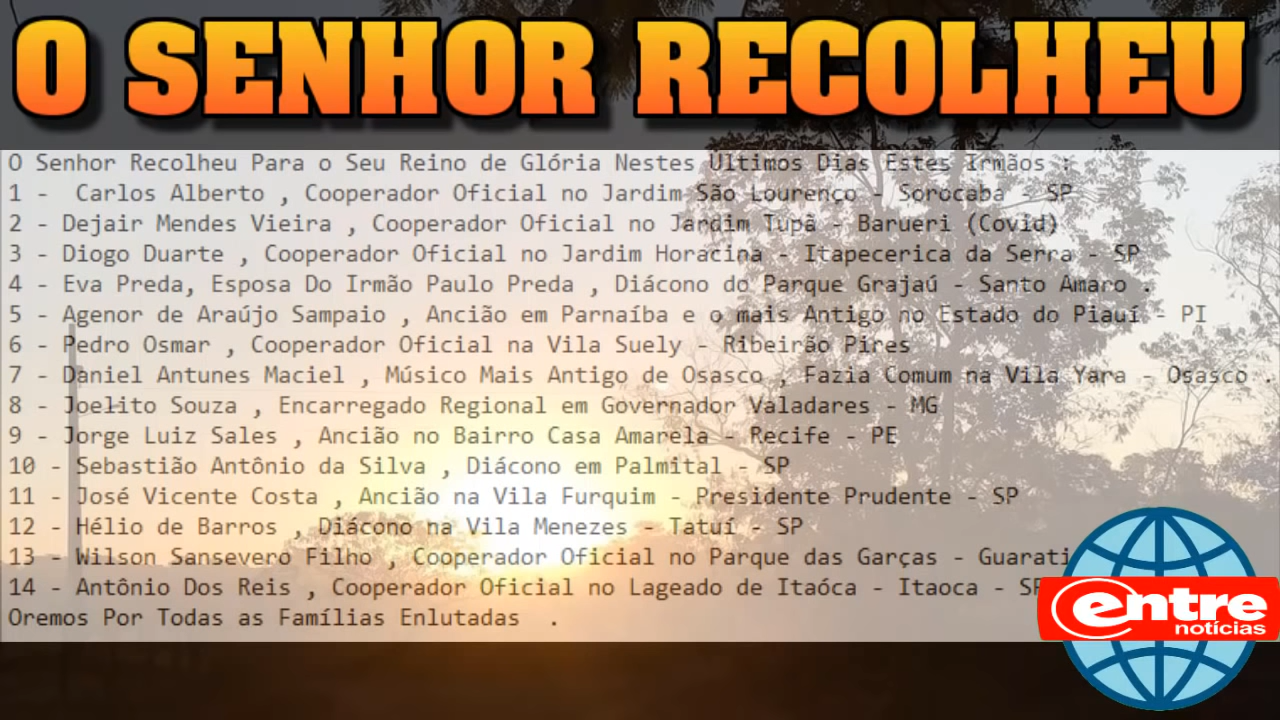 O SENHOR RECOLHEU
O Senhor Recolheu Para o Seu Reino de Glória Nestes Últimos Dias Estes Irmãos :
1 - Carlos Alberto , Cooperador Oficial no Jardim São Lourenço - Sorocaba - SP
2 - Dejair Mendes Vieira , Cooperador Oficial no Jardim Tupã - Barueri (Covid)
3 - Diogo Duarte , Cooperador Oficial no Jardim Horacina - Itapecerica da Serra - SP
4 - Eva Preda, Esposa Do Irmão Paulo Preda , Diácono do Parque Grajaú - Santo Amaro .
5 - Agenor de Araújo Sampaio , Ancião em Parnaíba e o mais Antigo no Estado do Piauí - PI
6 - Pedro Osmar , Cooperador Oficial na Vila Suely - Ribeirão Pires
7 - Daniel Antunes Maciel , Músico Mais Antigo de Osasco , Fazia Comum na Vila Yara - Osasco .
8 - Joelito Souza , Encarregado Regional em Governador Valadares - MG
9 - Jorge Luiz Sales , Ancião no Bairro Casa Amarela - Recife - PE
10 - Sebastião Antônio da Silva , Diácono em Palmital - SP
11 - José Vicente Costa , Ancião na Vila Furquim - Presidente Prudente - SP
12 - Hélio de Barros , Diácono na Vila Menezes - Tatuí - SP
13 - Wilson Sansevero Filho , Cooperador Oficial no Parque das Garças - Guarati
14 - Antônio Dos Reis , Cooperador Oficial no Lageado de Itaóca - Itaoca - SP
Oremos Por Todas as Famílias Enlutadas .
entre
notícias